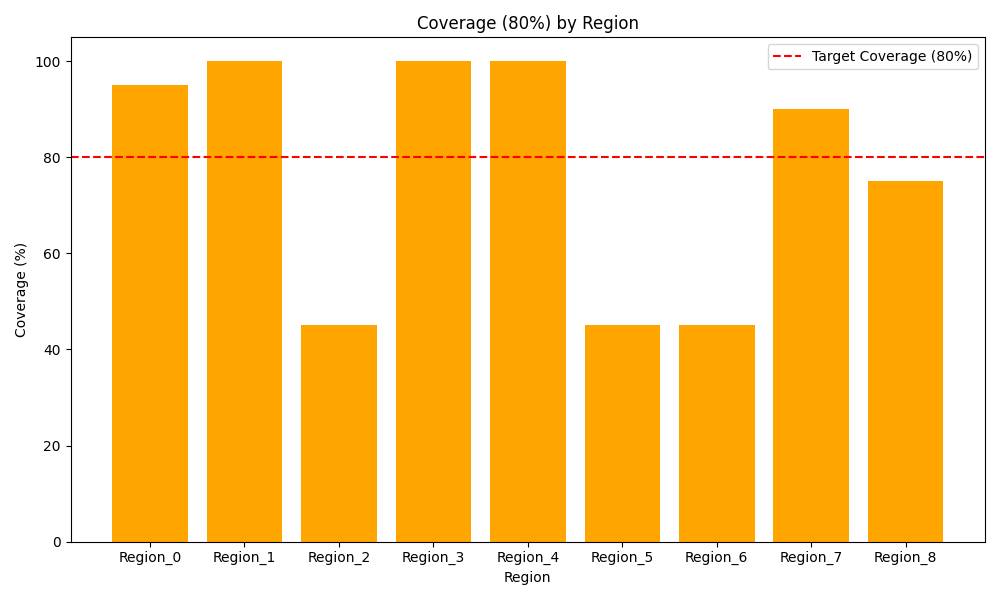 Coverage (80%) by Region
Target Coverage (80%)
Coverage (%)
100
80
60
40
20
0
Region_0 Region_1 Region_2 Region_3 Region_4 Region_5 Region_6 Region_7 Region_8
Region